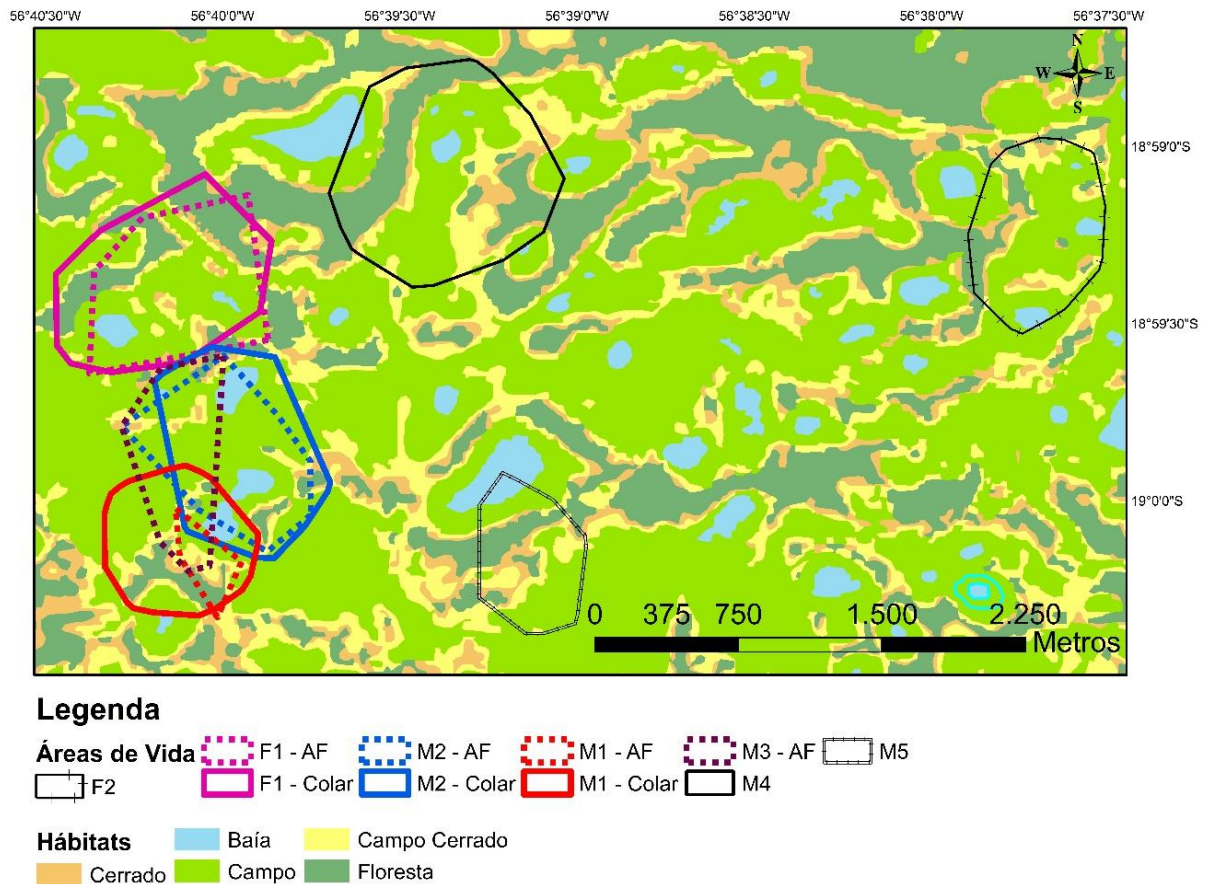 56°40'30"W 56°40'0"W 56°39'30"W 56°39'0"W 56°38'30"W 56°38'0"W 56°37'30"W
N
W E
S
18°59'0"S
18°59'30"S
19°0'0"S
0 375 750 1.500 2.250
Metros
Legenda
Áreas de Vida F1 - AF M2 - AF M1 - AF M3 - AF M5
F2 F1 - Colar M2 - Colar M1 - Colar M4
Hábitats Baía Campo Cerrado
Cerrado Campo Floresta